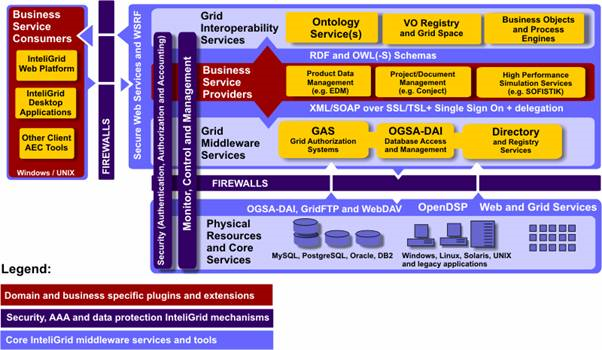 Business
Service
Consumers
InteliGrid
Web Platform
InteliGrid
Desktop
Applications
Other Client
AEC Tools
Windows / UNIX
FIREWALLS
Secure Web Services and WSRF
Security (Authentication, Authorization and Accounting)
Monitor, Control and Management
Grid
Interoperability
Services
Ontology
Service(s)
VO Registry
and Grid Space
Business Objects
and Process
Engines
RDF and OWL(-S) Schemas
Business
Service
Providers
Product Data
Management
(e.g. EDM)
Project/Document
Management
(e.g. Conject)
High Performance
Simulation Services
(e.g. SOFISTIK)
XML/SOAP over SSL/TSL+ Single Sign On + delegation
Grid
Middleware
Services
GAS
Grid Authorization
Systems
OGSA-DAI
Database Access
and Management
Directory
and Registry
Services
FIREWALLS
OGSA-DAI, GridFTP and WebDAV
OpenDSP
Web and Grid Services
Physical
Resources
and Core
Services
MySQL, PostgreSQL, Oracle, DB2
Windows, Linux, Solaris, UNIX
and legacy applications
Legend:
Domain and business specific plugins and extensions
Security, AAA and data protection InteliGrid mechanisms
Core InteliGrid middleware services and tools